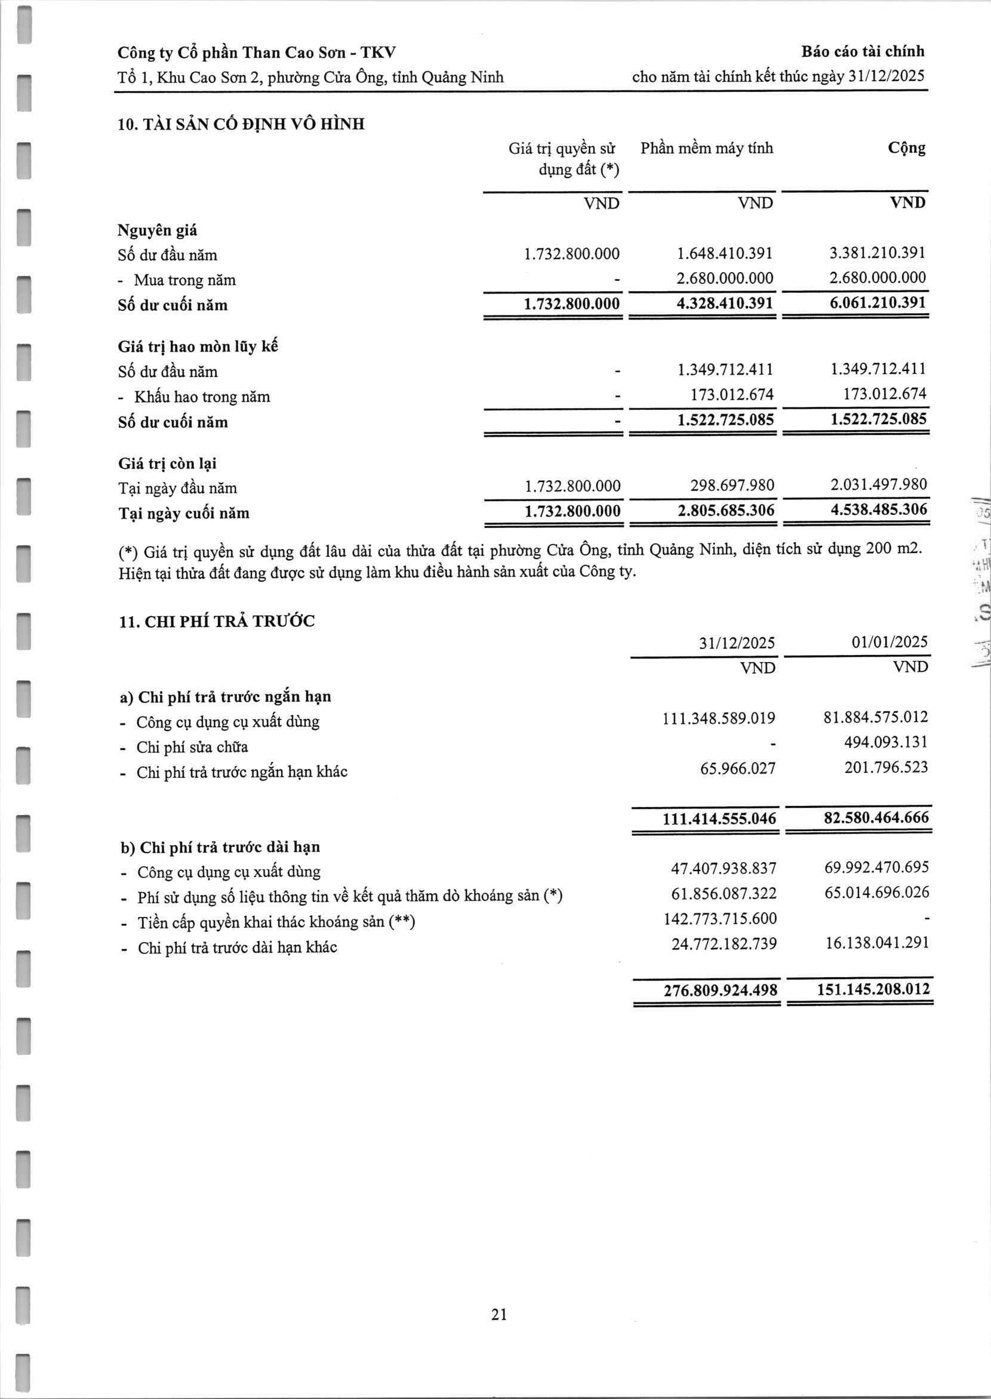 Công ty Cổ phần Than Cao Sơn - TKV Báo cáo tài chính
Tổ 1, Khu Cao Sơn 2, phường Cửa Ông, tỉnh Quảng Ninh cho năm tài chính kết thúc ngày 31/12/2025
10. TÀI SẢN CỐ ĐỊNH VÔ HÌNH
Giá trị quyền sử Phần mềm máy tính Cộng
dụng đất (*)
VND VND VND
Nguyên giá
Số dư đầu năm 1.732.800.000 1.648.410.391 3.381.210.391
- Mua trong năm - 2.680.000.000 2.680.000.000
Số dư cuối năm 1.732.800.000 4.328.410.391 6.061.210.391
Giá trị hao mòn lũy kế
Số dư đầu năm - 1.349.712.411 1.349.712.411
- Khấu hao trong năm - 173.012.674 173.012.674
Số dư cuối năm - 1.522.725.085 1.522.725.085
Giá trị còn lại
Tại ngày đầu năm 1.732.800.000 298.697.980 2.031.497.980
Tại ngày cuối năm 1.732.800.000 2.805.685.306 4.538.485.306
(*) Giá trị quyền sử dụng đất lâu dài của thửa đất tại phường Cửa Ông, tỉnh Quảng Ninh, diện tích sử dụng 200 m2.
Hiện tại thửa đất đang được sử dụng làm khu điều hành sản xuất của Công ty.
11. CHI PHÍ TRẢ TRƯỚC
31/12/2025 01/01/2025
VND VND
a) Chi phí trả trước ngắn hạn
- Công cụ dụng cụ xuất dùng 111.348.589.019 81.884.575.012
- Chi phí sửa chữa - 494.093.131
- Chi phí trả trước ngắn hạn khác 65.966.027 201.796.523
111.414.555.046 82.580.464.666
b) Chi phí trả trước dài hạn
- Công cụ dụng cụ xuất dùng 47.407.938.837 69.992.470.695
- Phí sử dụng số liệu thông tin về kết quả thăm dò khoáng sản (*) 61.856.087.322 65.014.696.026
- Tiền cấp quyền khai thác khoáng sản (**) 142.773.715.600 -
- Chi phí trả trước dài hạn khác 24.772.182.739 16.138.041.291
276.809.924.498 151.145.208.012
21